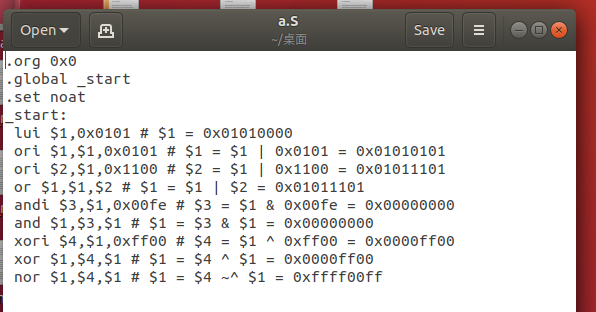 Open
a.S
~/桌面
Save
.org 0x0
.global _start
.set noat
_start:
lui $1,0x0101 # $1 = 0x01010000
ori $1,$1,0x0101 # $1 = $1 | 0x0101 = 0x01010101
ori $2,$1,0x1100 # $2 = $1 | 0x1100 = 0x01011101
or $1,$1,$2 # $1 = $1 | $2 = 0x01011101
andi $3,$1,0x00fe # $3 = $1 & 0x00fe = 0x00000000
and $1,$3,$1 # $1 = $3 & $1 = 0x00000000
xori $4,$1,0xff00 # $4 = $1 ^ 0xff00 = 0x0000ff00
xor $1,$4,$1 # $1 = $4 ^ $1 = 0x0000ff00
nor $1,$4,$1 # $1 = $4 ~^ $1 = 0xffff00ff